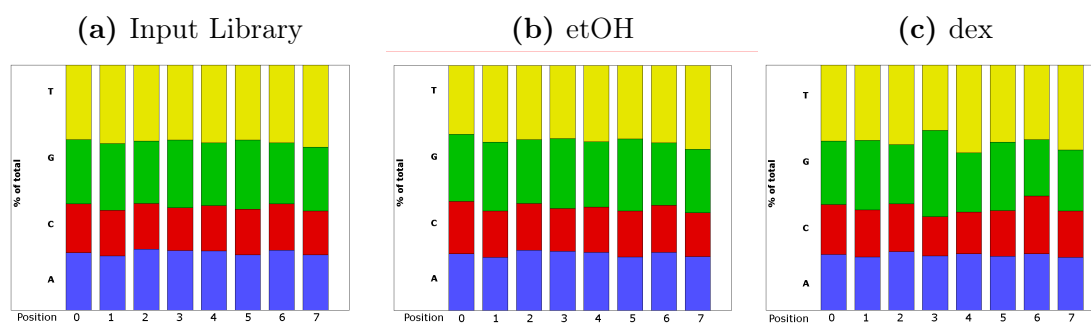 (a) Input Library
(b) etOH
(c) dex
T
G
C
A
% of total
Position 0 1 2 3 4 5 6 7
T
G
C
A
% of total
Position 0 1 2 3 4 5 6 7
T
G
C
A
% of total
Position 0 1 2 3 4 5 6 7